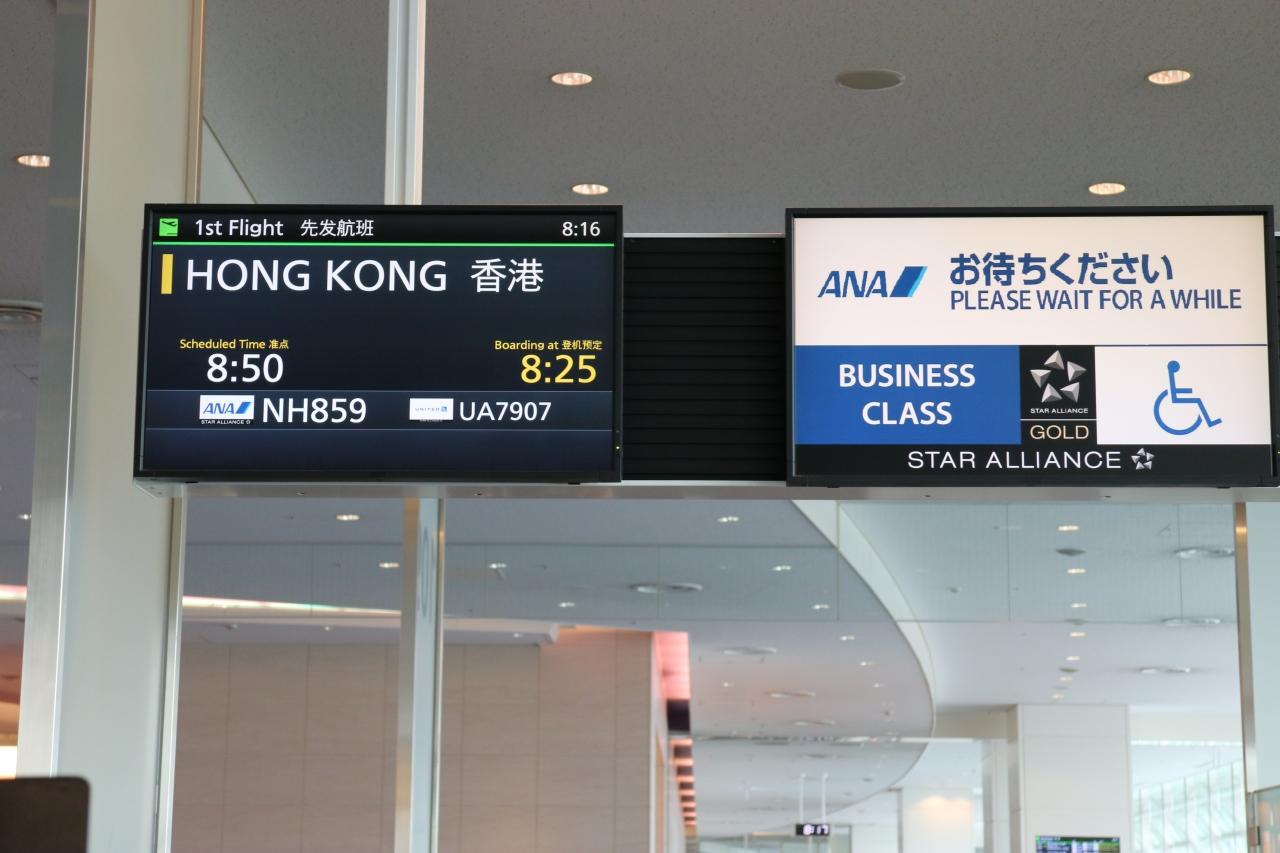 1st Flight 先发航班 8:16
HONG KONG 香港
Scheduled Time 准点
8:50
Boarding at 登机预定
8:25
ANA
STAR ALLIANCE
NH859
UNITED
UA7907
ANA
お待ちください
PLEASE WAIT FOR A WHILE
BUSINESS
CLASS
STAR ALLIANCE
GOLD
STAR ALLIANCE
8:17